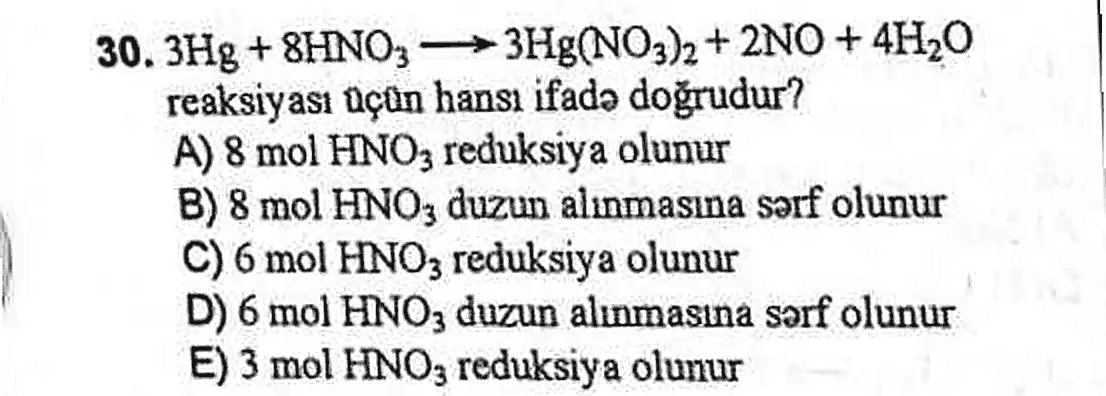 30. 3Hg + 8HNO₃ ⟶ 3Hg(NO₃)₂ + 2NO + 4H₂O
reaksiyası üçün hansı ifadə doğrudur?
A) 8 mol HNO₃ reduksiya olunur
B) 8 mol HNO₃ duzun alınmasına sərf olunur
C) 6 mol HNO₃ reduksiya olunur
D) 6 mol HNO₃ duzun alınmasına sərf olunur
E) 3 mol HNO₃ reduksiya olunur